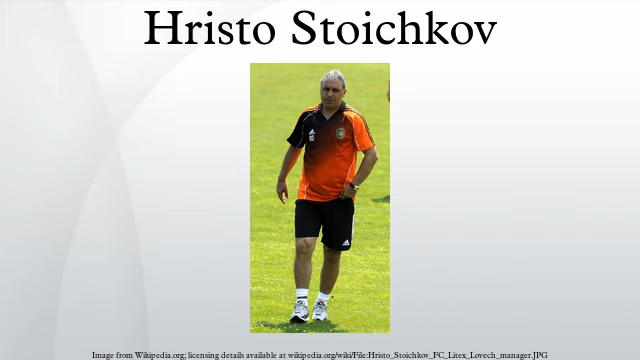 Hristo Stoichkov
Image from Wikipedia.org; licensing details available at wikipedia.org/wiki/File:Hristo_Stoichkov_FC_Litex_Lovech_manager.JPG